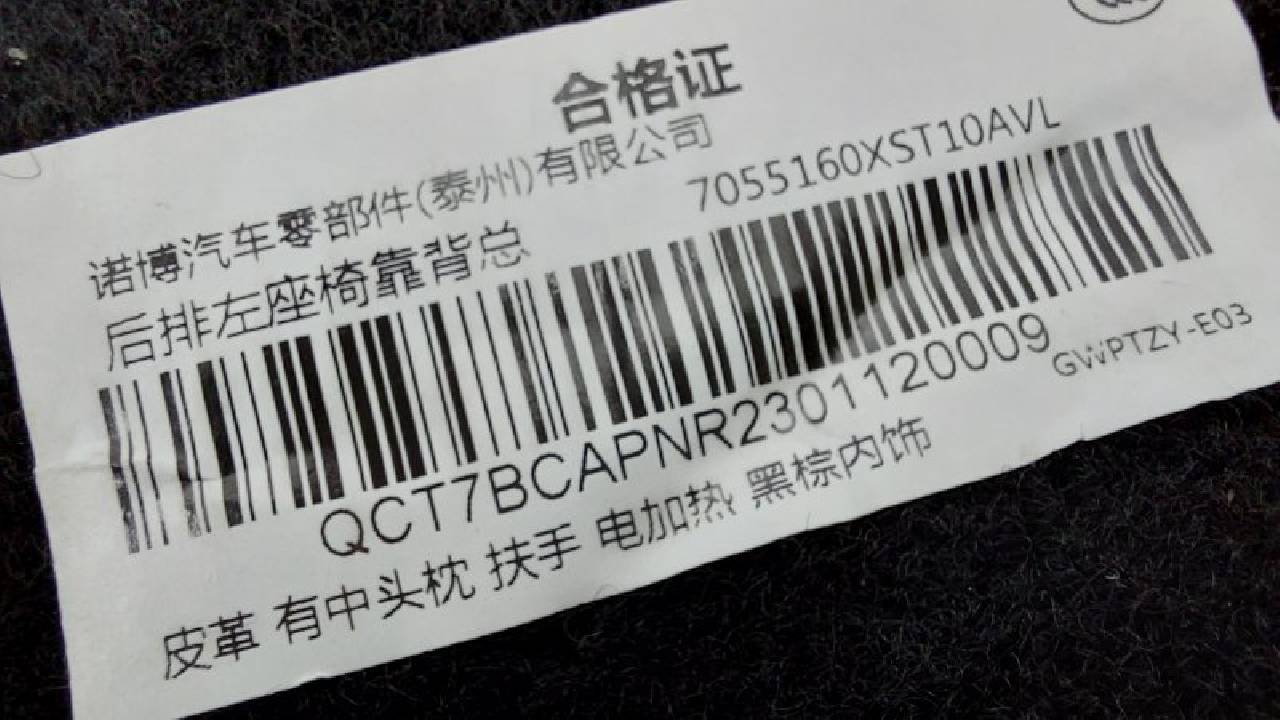 合格证
诺博汽车零部件(泰州)有限公司
后排左座椅靠背总
7055160XST10AVL
QCT7BCAPNR2301120009
GWPTZY-E03
皮革 有中头枕 扶手 电加热 黑棕内饰